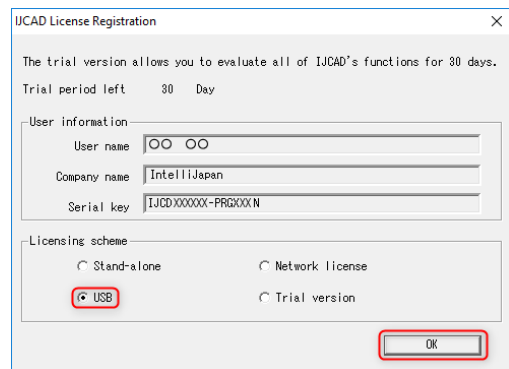 IJCAD License Registration
The trial version allows you to evaluate all of IJCAD's functions for 30 days.
Trial period left 30 Day
User information
User name ○○ ○○
Company name IntelliJapan
Serial key IJCDXXXXXX-PRGXXXN
Licensing scheme
Stand-alone Network license
USB Trial version
OK